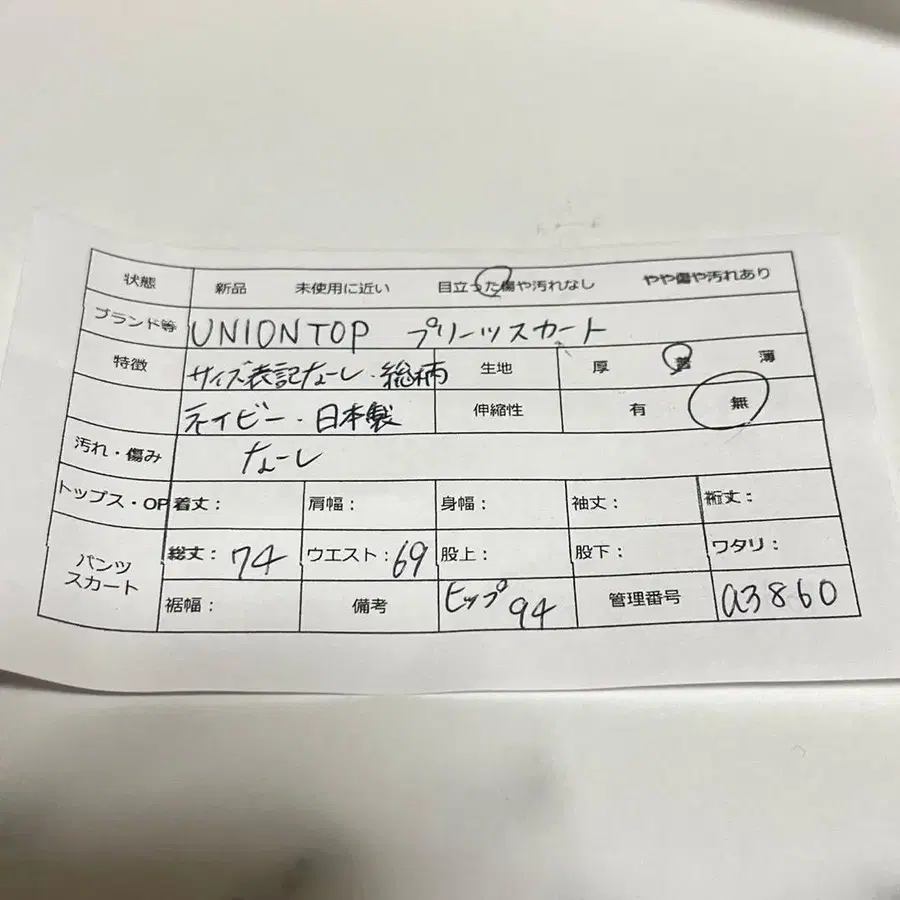 状態 新品 未使用に近い 目立った傷や汚れなし やや傷や汚れあり
ブランド等 UNIONTOP プリーツスカート
特徴 サイズ表記なーし・総柄 生地 厚 普 薄
ネイビー・日本製 伸縮性 有 無
汚れ・傷み なーし
トップス・OP 着丈: 肩幅: 身幅: 袖丈: 裄丈:
パンツ スカート 総丈: 74 ウエスト: 69 股上: 股下: ワタリ:
裾幅: 備考 ヒップ 94 管理番号 a3860